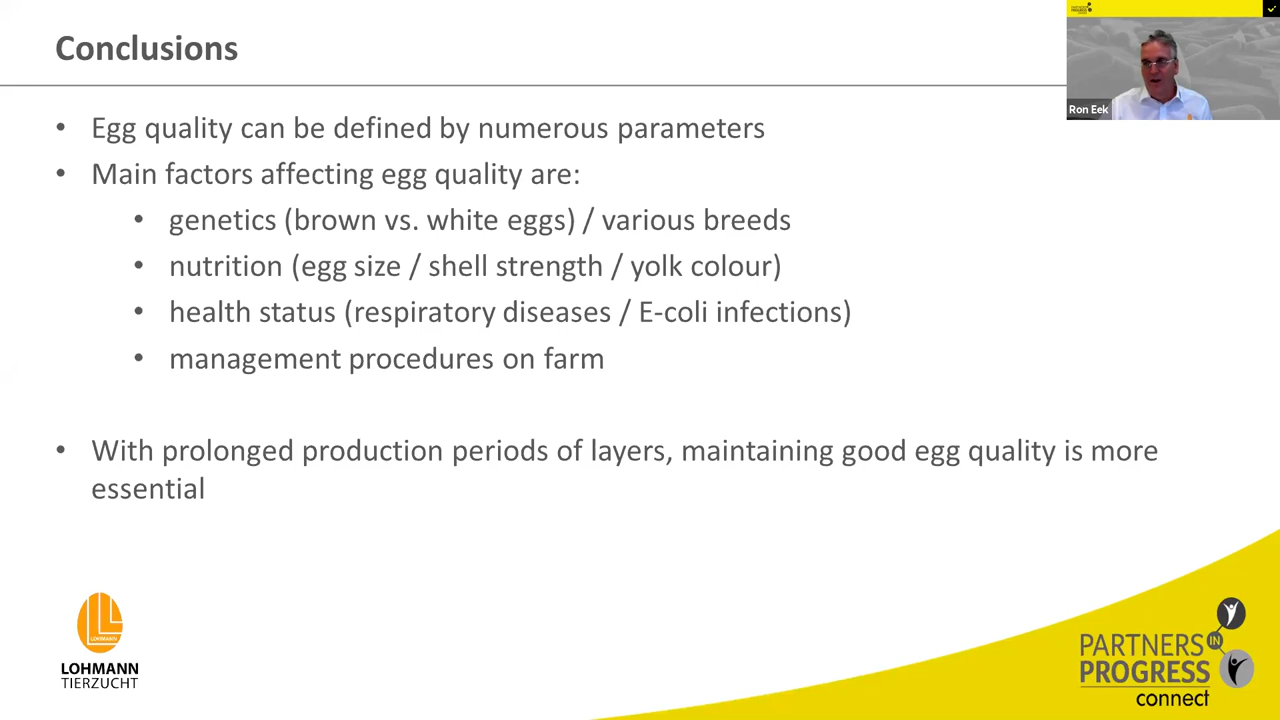 Conclusions
Ron Eek
• Egg quality can be defined by numerous parameters
• Main factors affecting egg quality are:
• genetics (brown vs. white eggs) / various breeds
• nutrition (egg size / shell strength / yolk colour)
• health status (respiratory diseases / E-coli infections)
• management procedures on farm
• With prolonged production periods of layers, maintaining good egg quality is more
essential
LOHMANN
LOHMANN
TIERZUCHT
PARTNERS
IN
PROGRESS
connect